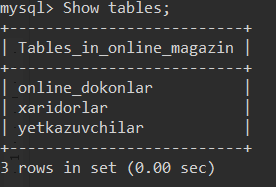 mysql> Show tables;
+--------------------------+
| Tables_in_online_magazin |
+--------------------------+
| online_dokonlar          |
| xaridorlar               |
| yetkazuvchilar           |
+--------------------------+
3 rows in set (0.00 sec)